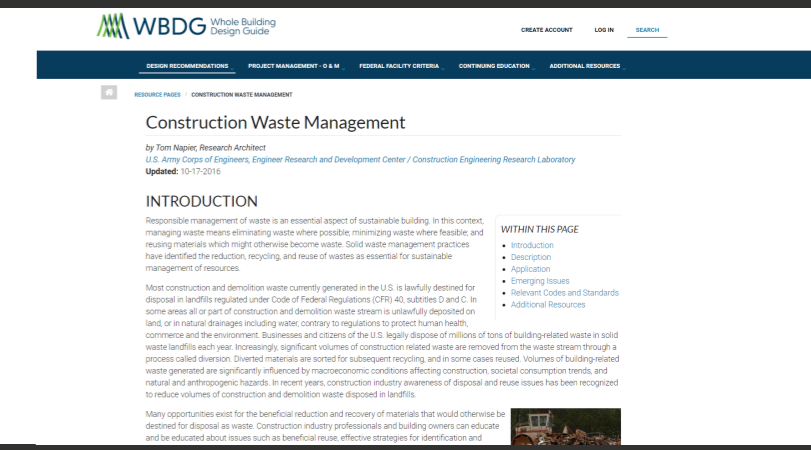 WBDG Whole Building
Design Guide
CREATE ACCOUNT LOG IN SEARCH
DESIGN RECOMMENDATIONS PROJECT MANAGEMENT - O & M FEDERAL FACILITY CRITERIA CONTINUING EDUCATION ADDITIONAL RESOURCES
RESOURCE PAGES / CONSTRUCTION WASTE MANAGEMENT
Construction Waste Management
by Tom Napier, Research Architect
U.S. Army Corps of Engineers, Engineer Research and Development Center / Construction Engineering Research Laboratory
Updated: 10-17-2016
INTRODUCTION
Responsible management of waste is an essential aspect of sustainable building. In this context,
managing waste means eliminating waste where possible; minimizing waste where feasible; and
reusing materials which might otherwise become waste. Solid waste management practices
have identified the reduction, recycling, and reuse of wastes as essential for sustainable
management of resources.
WITHIN THIS PAGE
Introduction
Description
Application
Emerging Issues
Relevant Codes and Standards
Additional Resources
Most construction and demolition waste currently generated in the U.S. is lawfully destined for
disposal in landfills regulated under Code of Federal Regulations (CFR) 40, subtitles D and C. In
some areas all or part of construction and demolition waste stream is unlawfully deposited on
land, or in natural drainages including water, contrary to regulations to protect human health,
commerce and the environment. Businesses and citizens of the U.S. legally dispose of millions of tons of building-related waste in solid
waste landfills each year. Increasingly, significant volumes of construction related waste are removed from the waste stream through a
process called diversion. Diverted materials are sorted for subsequent recycling, and in some cases reused. Volumes of building-related
waste generated are significantly influenced by macroeconomic conditions affecting construction, societal consumption trends, and
natural and anthropogenic hazards. In recent years, construction industry awareness of disposal and reuse issues has been recognized
to reduce volumes of construction and demolition waste disposed in landfills.
Many opportunities exist for the beneficial reduction and recovery of materials that would otherwise be
destined for disposal as waste. Construction industry professionals and building owners can educate
and be educated about issues such as beneficial reuse, effective strategies for identification and